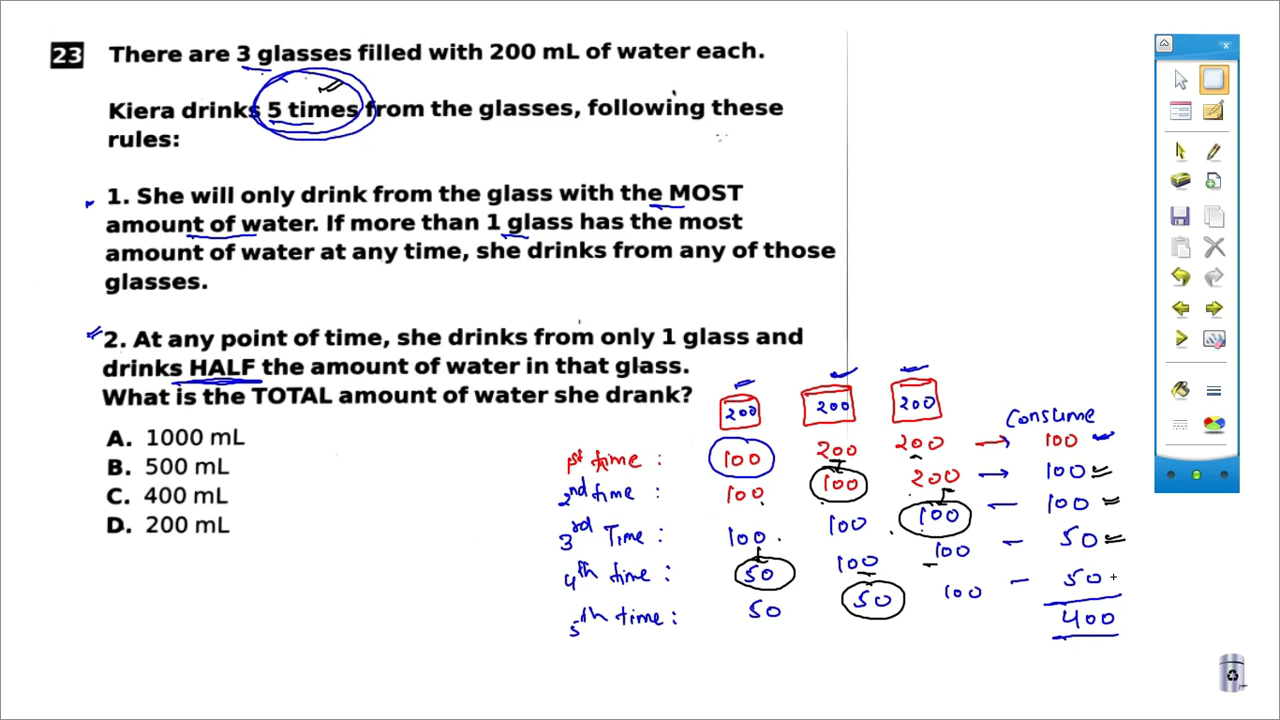 23 There are 3 glasses filled with 200 mL of water each.
Kiera drinks 5 times from the glasses, following these
rules:
1. She will only drink from the glass with the MOST
amount of water. If more than 1 glass has the most
amount of water at any time, she drinks from any of those
glasses.
2. At any point of time, she drinks from only 1 glass and
drinks HALF the amount of water in that glass.
What is the TOTAL amount of water she drank?
A. 1000 mL
B. 500 mL
C. 400 mL
D. 200 mL
200 200 200
Consume
1st time : 100 200 200 → 100
2nd time : 100 100 200 → 100
3rd Time : 100 100 100 — 100
4th time : 50 100 100 — 50
5th time : 50 50 100 — 50
400